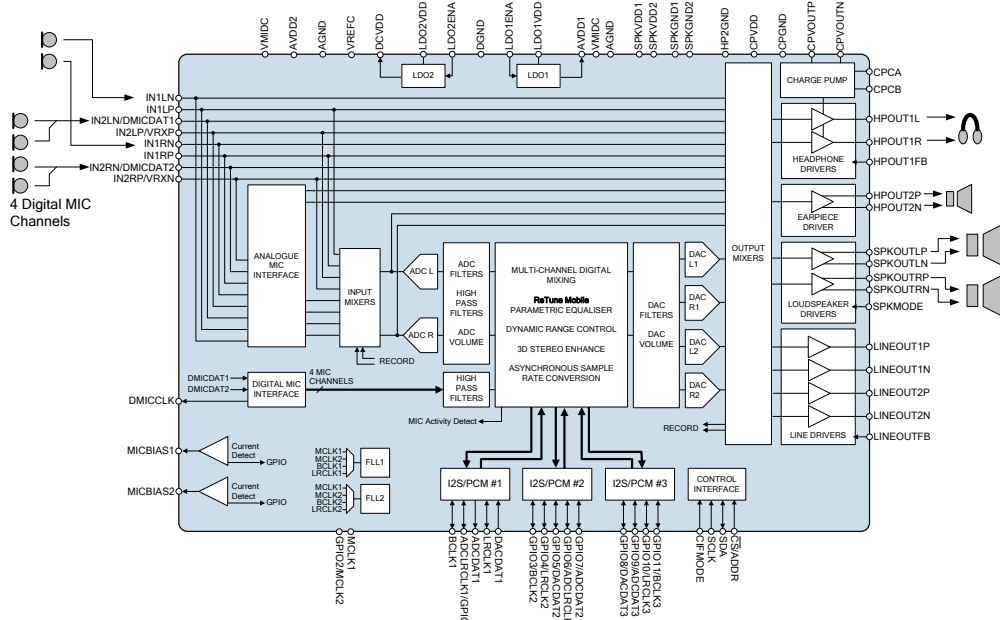 VMIDC
AVDD2
AGND
VREFC
DCVDD
LDO2VDD
LDO2ENA
DGND
LDO1ENA
LDO1VDD
AVDD1
VMIDC
AGND
SPKVDD1
SPKVDD2
SPKGND1
SPKGND2
HP2GND
CPVDD
CPGND
CPVOUTP
CPVOUTN
LDO2
LDO1
CHARGE PUMP
CPCA
CPCB
IN1LN
IN1LP
IN2LN/DMICDAT1
IN2LP/VRXP
IN1RN
IN1RP
IN2RN/DMICDAT2
IN2RP/VRXN
4 Digital MIC
Channels
HPOUT1L
HPOUT1R
HPOUT1FB
HEADPHONE
DRIVERS
HPOUT2P
HPOUT2N
EARPIECE
DRIVER
SPKOUTLP
SPKOUTLN
SPKOUTRP
SPKOUTRN
SPKMODE
LOUDSPEAKER
DRIVERS
LINEOUT1P
LINEOUT1N
LINEOUT2P
LINEOUT2N
LINEOUTFB
LINE DRIVERS
ANALOGUE
MIC
INTERFACE
INPUT
MIXERS
ADC L
ADC R
RECORD
ADC
FILTERS
HIGH
PASS
FILTERS
ADC
VOLUME
MULTI-CHANNEL DIGITAL
MIXING
ReTune Mobile
PARAMETRIC EQUALISER
DYNAMIC RANGE CONTROL
3D STEREO ENHANCE
ASYNCHRONOUS SAMPLE
RATE CONVERSION
DAC
FILTERS
DAC
VOLUME
DAC
L1
DAC
R1
DAC
L2
DAC
R2
OUTPUT
MIXERS
RECORD
DMICDAT1
DMICDAT2
DMICCLK
DIGITAL MIC
INTERFACE
4 MIC
CHANNELS
HIGH
PASS
FILTERS
MIC Activity Detect
MICBIAS1
Current
Detect
GPIO
MICBIAS2
Current
Detect
GPIO
MCLK1
MCLK2
BCLK1
LRCLK1
FLL1
MCLK1
MCLK2
BCLK2
LRCLK2
FLL2
I2S/PCM #1
I2S/PCM #2
I2S/PCM #3
CONTROL
INTERFACE
GPIO2/MCLK2
MCLK1
BCLK1
ADCLRCLK1/GPIO
ADCDAT1
LRCLK1
DACDAT1
GPIO3/BCLK2
GPIO4/LRCLK2
GPIO5/DACDAT2
GPIO6/ADCLRCL
GPIO7/ADCDAT2
GPIO8/DACDAT3
GPIO9/ADCDAT3
GPIO10/LRCLK3
GPIO11/BCLK3
CIFMODE
SCLK
SDA
CS/ADDR